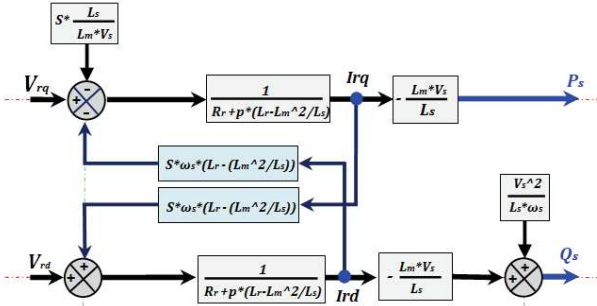 S* Ls
Lm*Vs
Vrq
-
+
-
1
Rr+p*(Lr-Lm^2/Ls)
Irq
- Lm*Vs
Ls
Ps
S*ωs*(Lr-(Lm^2/Ls))
S*ωs*(Lr-(Lm^2/Ls))
Vs^2
Ls*ωs
Vrd
+
+
1
Rr+p*(Lr-Lm^2/Ls)
Ird
- Lm*Vs
Ls
+
+
Qs